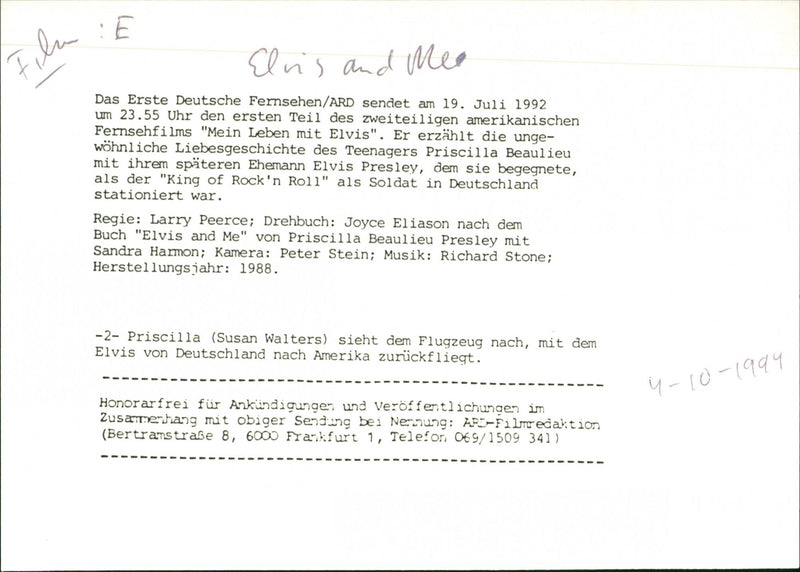 Film : E
Elvis and Me
Das Erste Deutsche Fernsehen/ARD sendet am 19. Juli 1992
um 23.55 Uhr den ersten Teil des zweiteiligen amerikanischen
Fernsehfilms "Mein Leben mit Elvis". Er erzählt die unge-
wöhnliche Liebesgeschichte des Teenagers Priscilla Beaulieu
mit ihrem späteren Ehemann Elvis Presley, dem sie begegnete,
als der "King of Rock'n Roll" als Soldat in Deutschland
stationiert war.
Regie: Larry Peerce; Drehbuch: Joyce Eliason nach dem
Buch "Elvis and Me" von Priscilla Beaulieu Presley mit
Sandra Harmon; Kamera: Peter Stein; Musik: Richard Stone;
Herstellungsjahr: 1988.
-2- Priscilla (Susan Walters) sieht dem Flugzeug nach, mit dem
Elvis von Deutschland nach Amerika zurückfliegt.
Honorarfrei für Ankündigungen und Veröffentlichungen im
Zusammenhang mit obiger Sendung bei Nennung: ARD-Filmredaktion
(Bertramstraße 8, 6000 Frankfurt 1, Telefon 069/1509 341)
4-10-1994